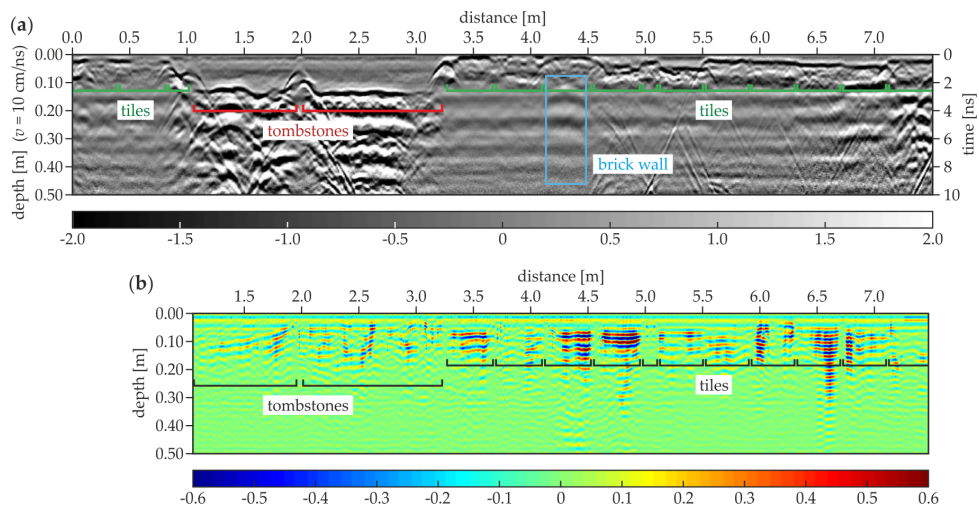 (a)
distance [m]
0.0 0.5 1.0 1.5 2.0 2.5 3.0 3.5 4.0 4.5 5.0 5.5 6.0 6.5 7.0
depth [m] (v = 10 cm/ns)
0.00
0.10
0.20
0.30
0.40
0.50
tiles
tombstones
brick wall
tiles
0
2
4
6
8
10
time [ns]
-2.0 -1.5 -1.0 -0.5 0 0.5 1.0 1.5 2.0
(b)
distance [m]
1.5 2.0 2.5 3.0 3.5 4.0 4.5 5.0 5.5 6.0 6.5 7.0
depth [m]
0.00
0.10
0.20
0.30
0.40
0.50
tombstones
tiles
-0.6 -0.5 -0.4 -0.3 -0.2 -0.1 0 0.1 0.2 0.3 0.4 0.5 0.6